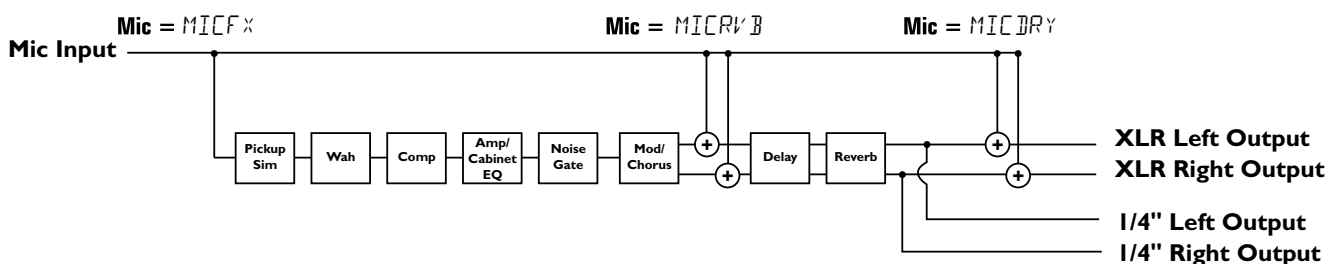 Mic = MICFX
Mic = MICRVB
Mic = MICDRY
Mic Input
Pickup
Sim
Wah
Comp
Amp/
Cabinet
EQ
Noise
Gate
Mod/
Chorus
+
+
Delay
Reverb
+
+
XLR Left Output
XLR Right Output
1/4" Left Output
1/4" Right Output